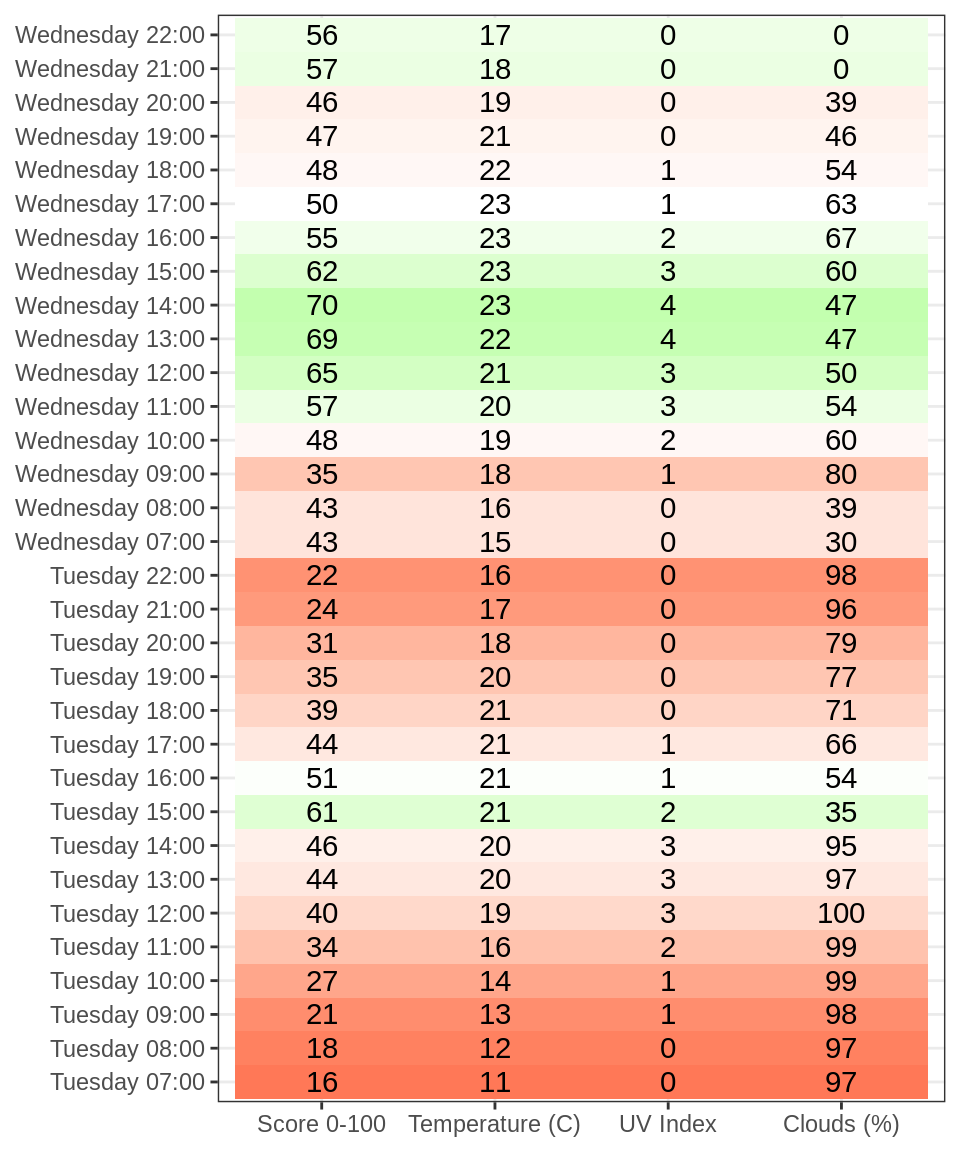 Wednesday 22:00 56 17 0 0
Wednesday 21:00 57 18 0 0
Wednesday 20:00 46 19 0 39
Wednesday 19:00 47 21 0 46
Wednesday 18:00 48 22 1 54
Wednesday 17:00 50 23 1 63
Wednesday 16:00 55 23 2 67
Wednesday 15:00 62 23 3 60
Wednesday 14:00 70 23 4 47
Wednesday 13:00 69 22 4 47
Wednesday 12:00 65 21 3 50
Wednesday 11:00 57 20 3 54
Wednesday 10:00 48 19 2 60
Wednesday 09:00 35 18 1 80
Wednesday 08:00 43 16 0 39
Wednesday 07:00 43 15 0 30
Tuesday 22:00 22 16 0 98
Tuesday 21:00 24 17 0 96
Tuesday 20:00 31 18 0 79
Tuesday 19:00 35 20 0 77
Tuesday 18:00 39 21 0 71
Tuesday 17:00 44 21 1 66
Tuesday 16:00 51 21 1 54
Tuesday 15:00 61 21 2 35
Tuesday 14:00 46 20 3 95
Tuesday 13:00 44 20 3 97
Tuesday 12:00 40 19 3 100
Tuesday 11:00 34 16 2 99
Tuesday 10:00 27 14 1 99
Tuesday 09:00 21 13 1 98
Tuesday 08:00 18 12 0 97
Tuesday 07:00 16 11 0 97
Score 0-100 Temperature (C) UV Index Clouds (%)